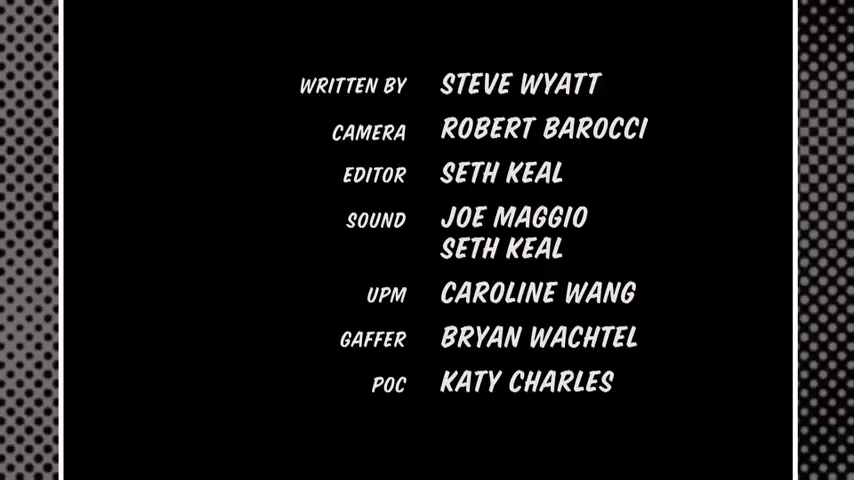 WRITTEN BY STEVE WYATT
CAMERA ROBERT BAROCCI
EDITOR SETH KEAL
SOUND JOE MAGGIO
SETH KEAL
UPM CAROLINE WANG
GAFFER BRYAN WACHTEL
POC KATY CHARLES